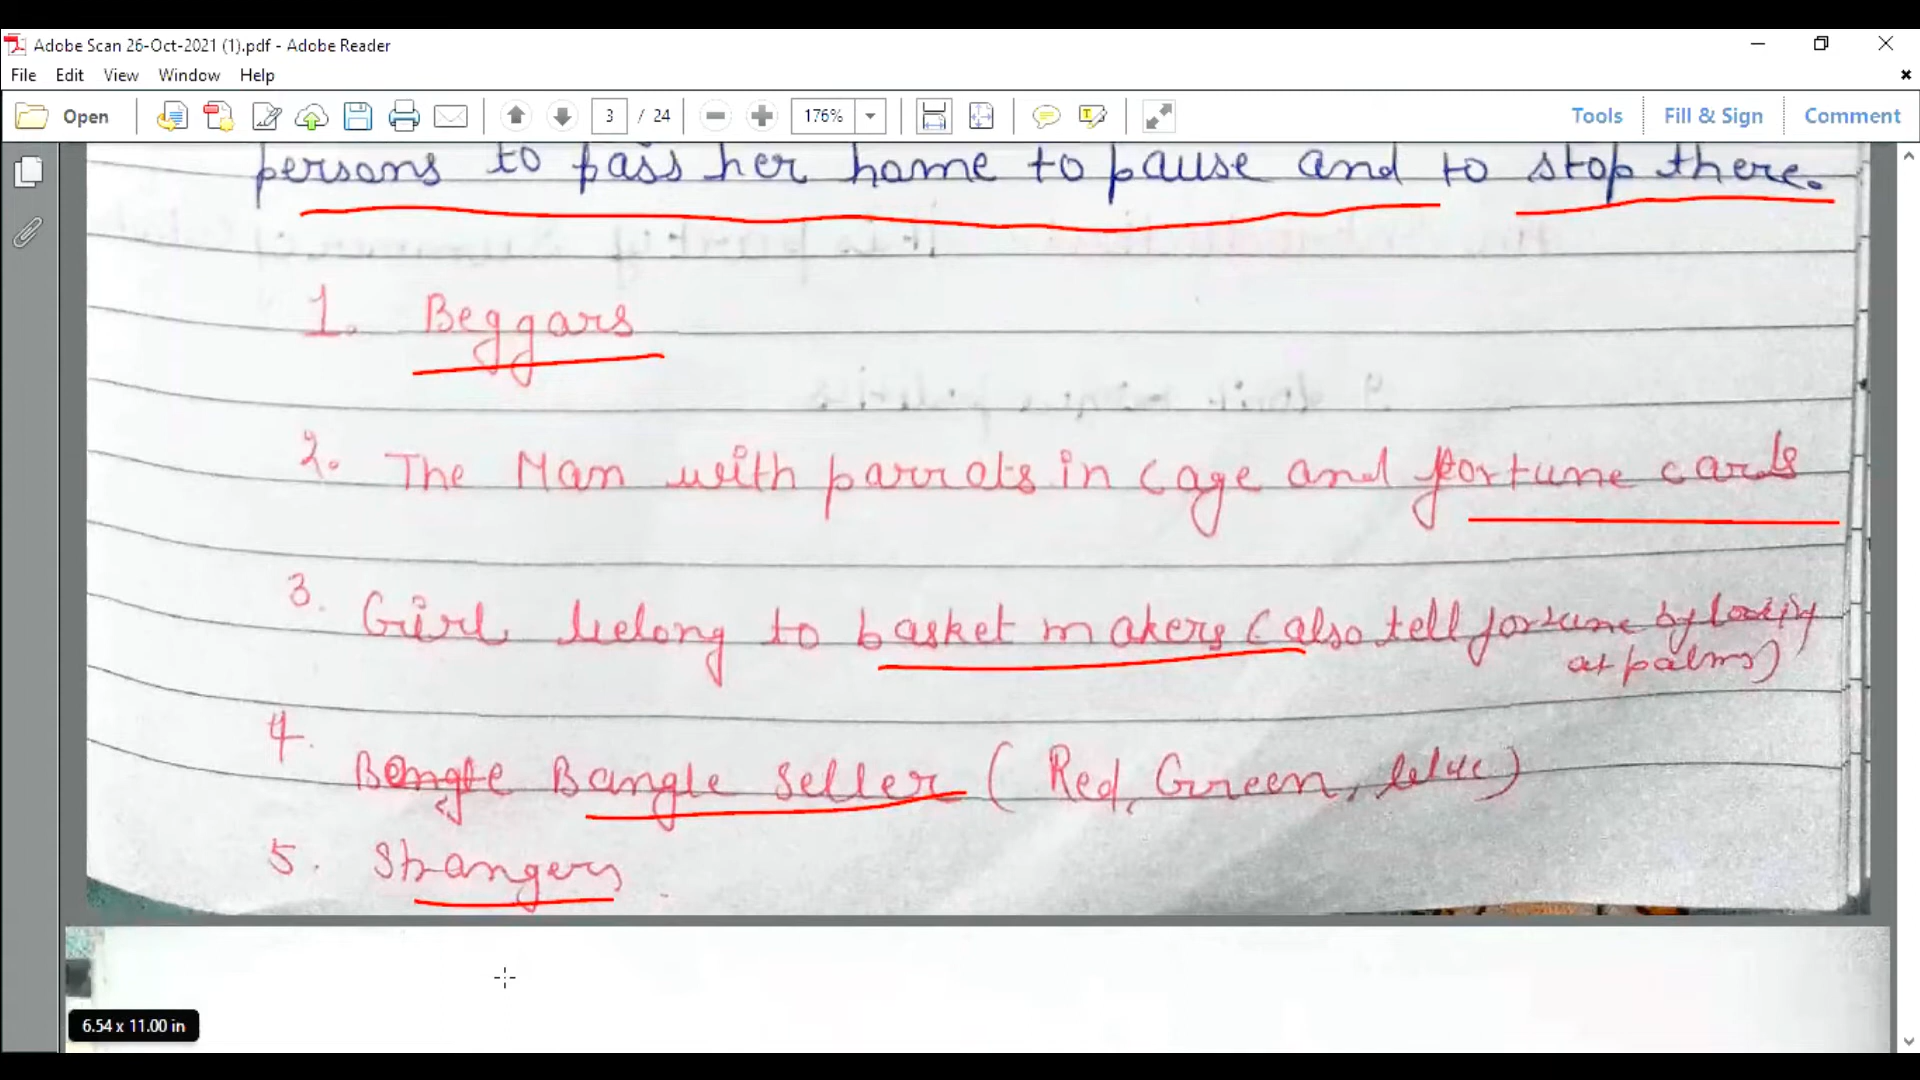 Adobe Scan 26-Oct-2021 (1).pdf - Adobe Reader
File Edit View Window Help
Open 3 / 24 176% Tools Fill & Sign Comment
persons to pass her home to pause and to stop there.
1. Beggars
2. The Man with parrots in cage and fortune cards
3. Girl belong to basket makers (also tell fortune by looking
at palms)
4. Bangle seller (Red, Green, blue)
5. Strangers
6.54 x 11.00 in